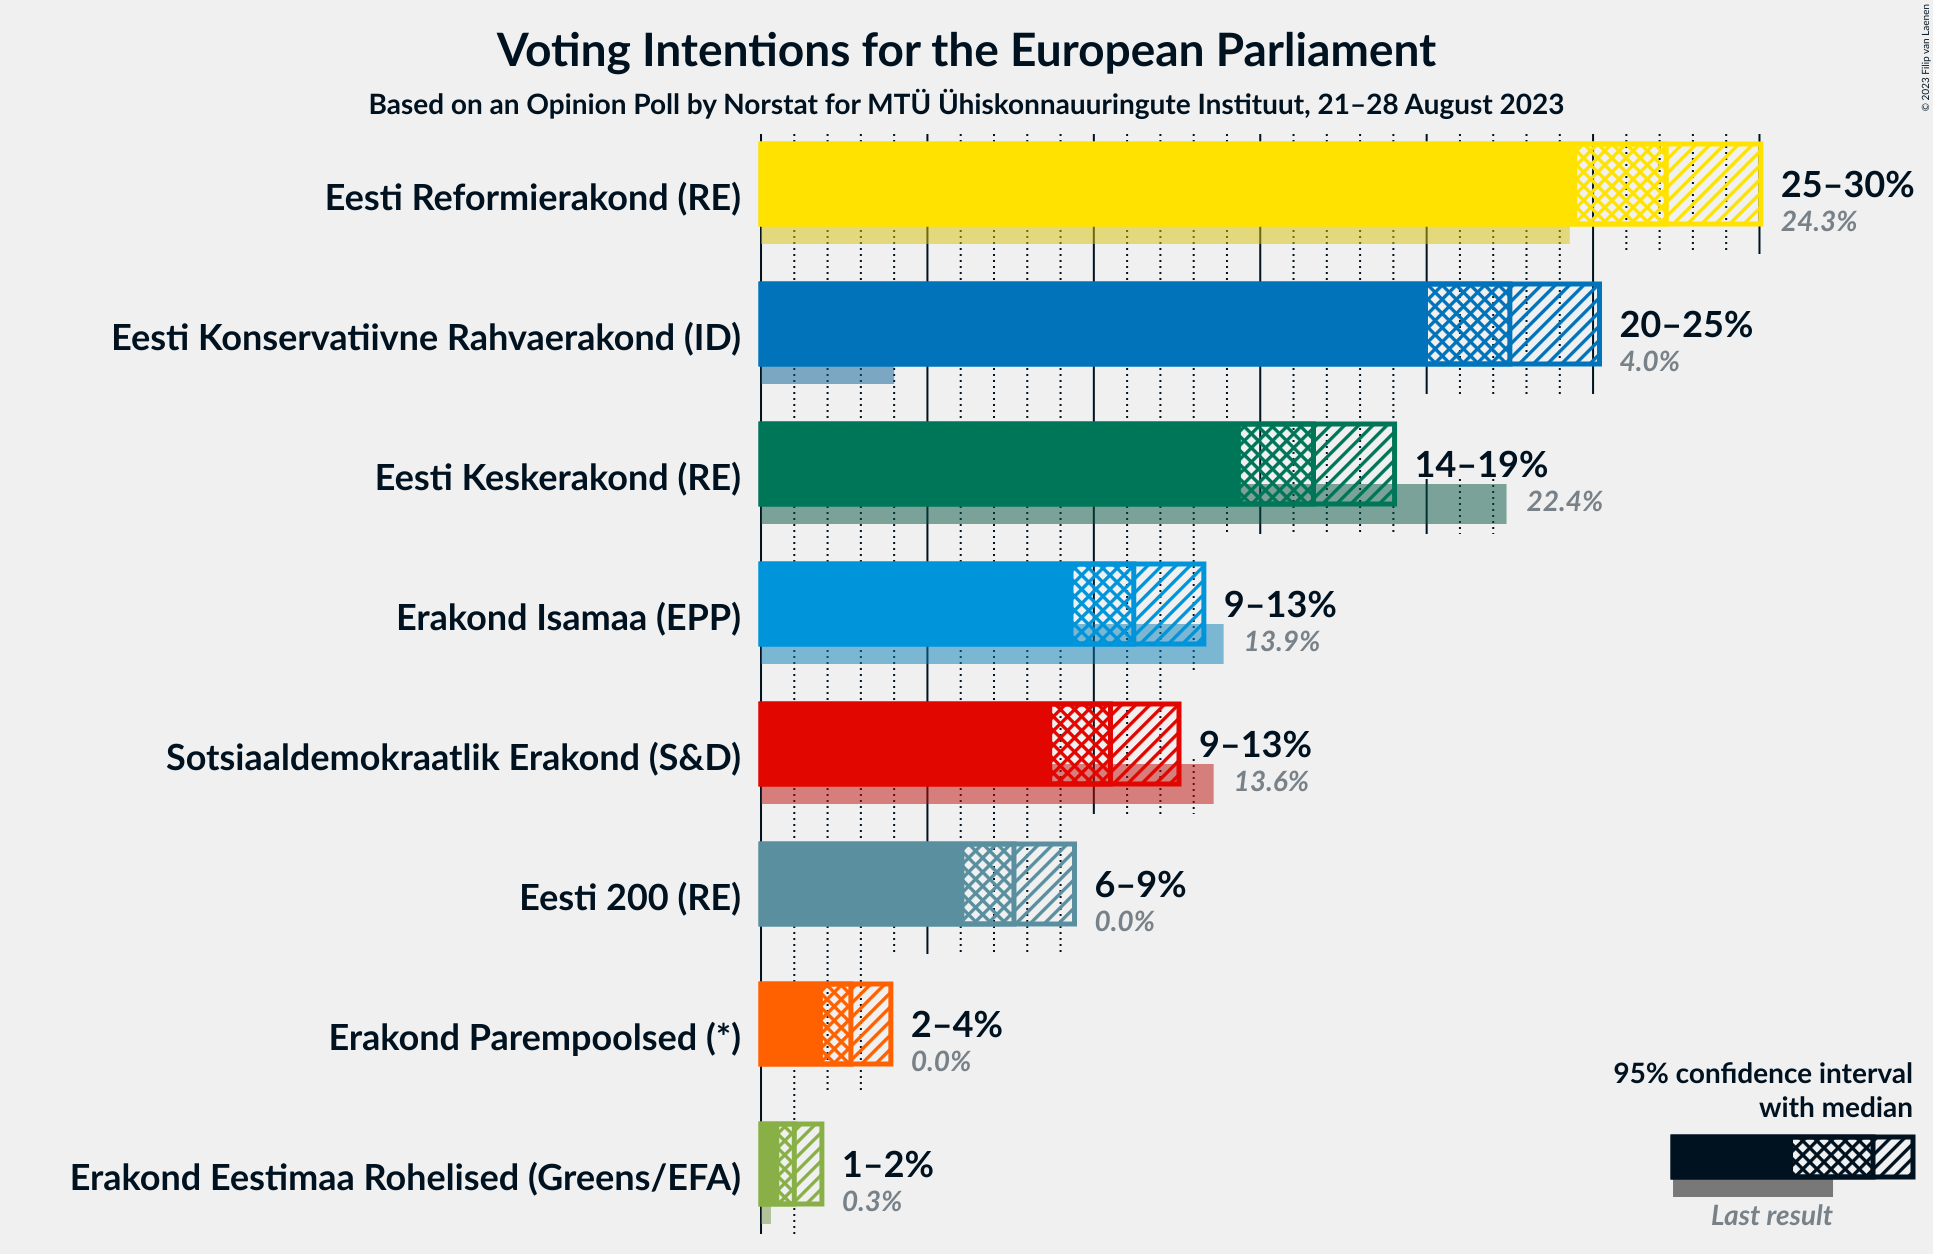 Voting Intentions for the European Parliament
Based on an Opinion Poll by Norstat for MTÜ Ühiskonnauuringute Instituut, 21–28 August 2023
© 2023 Filip van Laenen
Eesti Reformierakond (RE)
25–30%
24.3%
Eesti Konservatiivne Rahvaerakond (ID)
20–25%
4.0%
Eesti Keskerakond (RE)
14–19%
22.4%
Erakond Isamaa (EPP)
9–13%
13.9%
Sotsiaaldemokraatlik Erakond (S&D)
9–13%
13.6%
Eesti 200 (RE)
6–9%
0.0%
Erakond Parempoolsed (*)
2–4%
0.0%
Erakond Eestimaa Rohelised (Greens/EFA)
1–2%
0.3%
95% confidence interval
with median
Last result